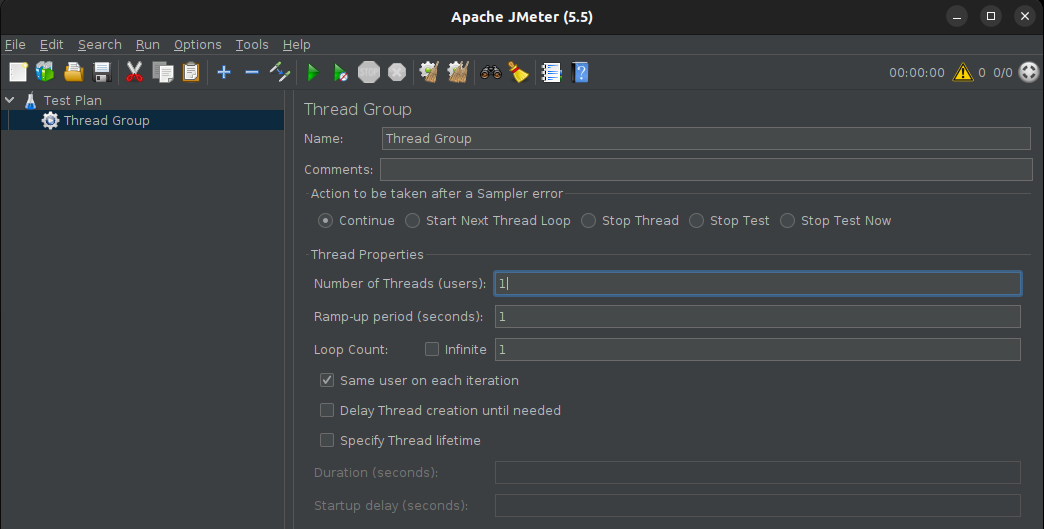 Apache JMeter (5.5)
File Edit Search Run Options Tools Help
STOP 00:00:00 0 0/0
Test Plan
Thread Group
Thread Group
Name: Thread Group
Comments:
Action to be taken after a Sampler error
Continue Start Next Thread Loop Stop Thread Stop Test Stop Test Now
Thread Properties
Number of Threads (users): 1
Ramp-up period (seconds): 1
Loop Count: Infinite 1
Same user on each iteration
Delay Thread creation until needed
Specify Thread lifetime
Duration (seconds):
Startup delay (seconds):